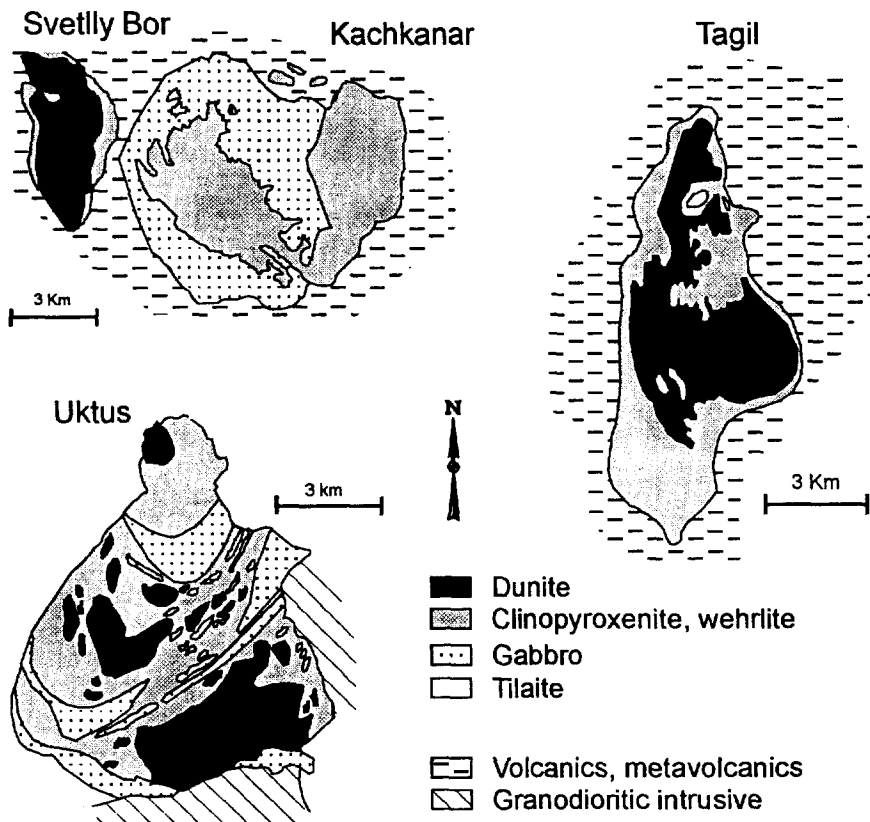 Svetlly Bor
Kachkanar
Tagil
3 Km
Uktus
N
3 km
3 Km
Dunite
Clinopyroxenite, wehrlite
Gabbro
Tilaite
Volcanics, metavolcanics
Granodioritic intrusive